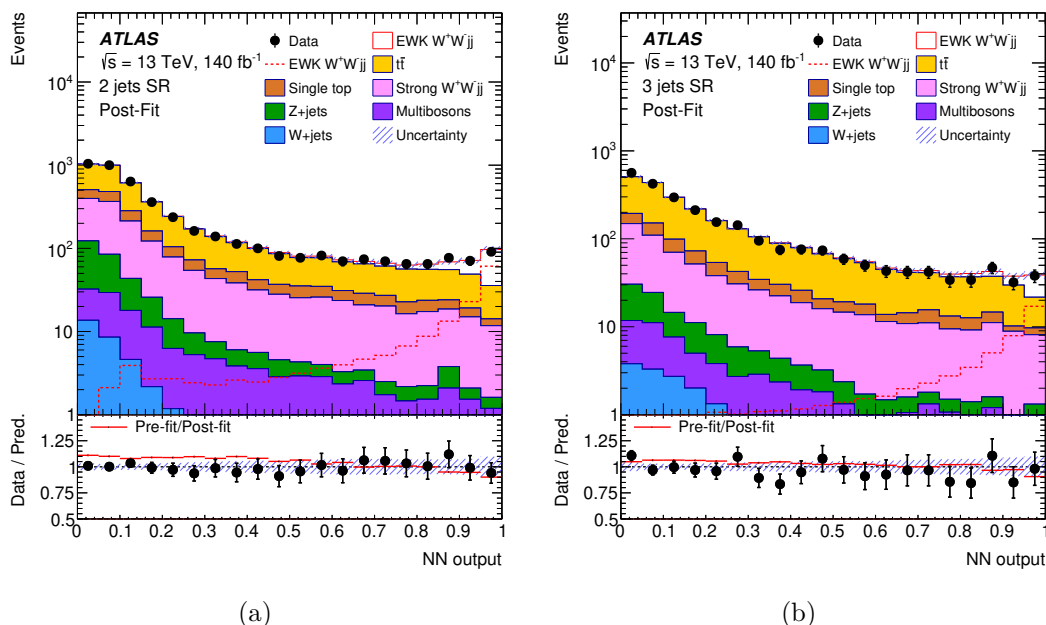 Events
ATLAS
√s = 13 TeV, 140 fb⁻¹
2 jets SR
Post-Fit
Data
EWK W⁺W⁻jj
EWK W⁺W⁻jj
tt̄
Single top
Strong W⁺W⁻jj
Z+jets
Multibosons
W+jets
Uncertainty
10⁴
10³
10²
10
1
Data / Pred.
Pre-fit/Post-fit
1.25
1
0.75
0.5
0 0.1 0.2 0.3 0.4 0.5 0.6 0.7 0.8 0.9 1
NN output
(a)
Events
ATLAS
√s = 13 TeV, 140 fb⁻¹
3 jets SR
Post-Fit
Data
EWK W⁺W⁻jj
EWK W⁺W⁻jj
tt̄
Single top
Strong W⁺W⁻jj
Z+jets
Multibosons
W+jets
Uncertainty
10⁴
10³
10²
10
1
Data / Pred.
Pre-fit/Post-fit
1.25
1
0.75
0.5
0 0.1 0.2 0.3 0.4 0.5 0.6 0.7 0.8 0.9 1
NN output
(b)